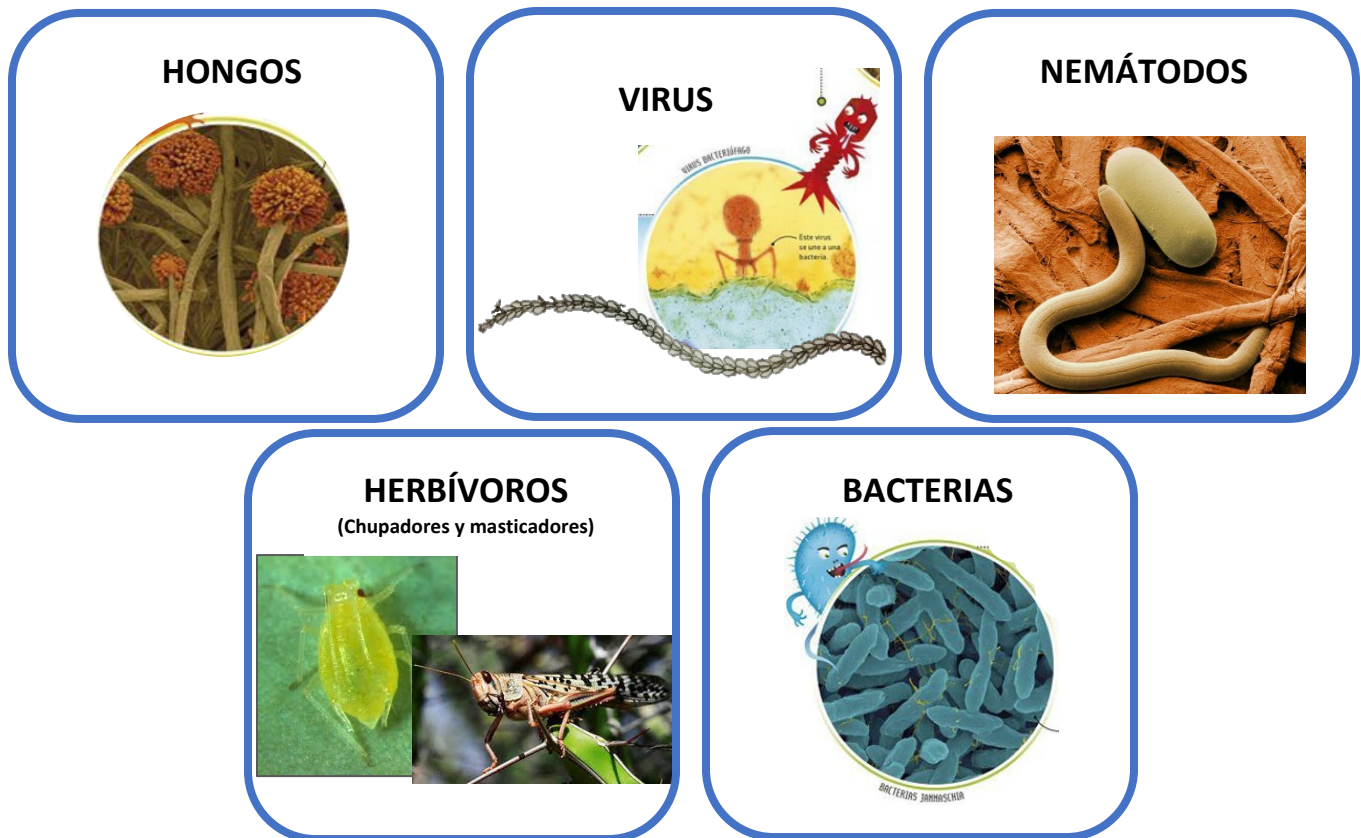 HONGOS
VIRUS
VIRUS BACTERIÓFAGO
Este virus
se une a una
bacteria.
NEMÁTODOS
HERBÍVOROS
(Chupadores y masticadores)
BACTERIAS
BACTERIAS JANNASCHIA